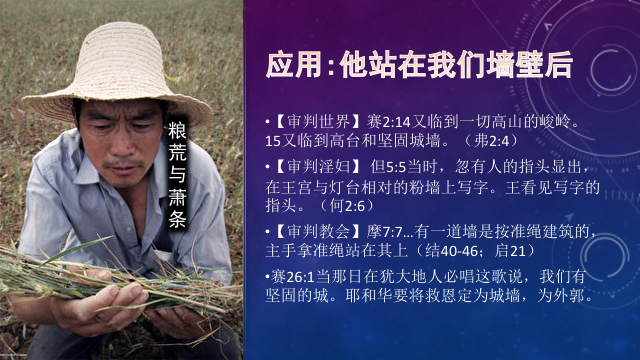 应用:他站在我们墙壁后
•【审判世界】赛2:14又临到一切高山的峻岭。
15又临到高台和坚固城墙。（弗2:4）
•【审判淫妇】 但5:5当时，忽有人的指头显出，
在王宫与灯台相对的粉墙上写字。王看见写字的
指头。（何2:6）
•【审判教会】摩7:7…有一道墙是按准绳建筑的，
主手拿准绳站在其上（结40-46；启21）
•赛26:1当那日在犹大地人必唱这歌说，我们有
坚固的城。耶和华要将救恩定为城墙，为外郭。
粮荒与萧条